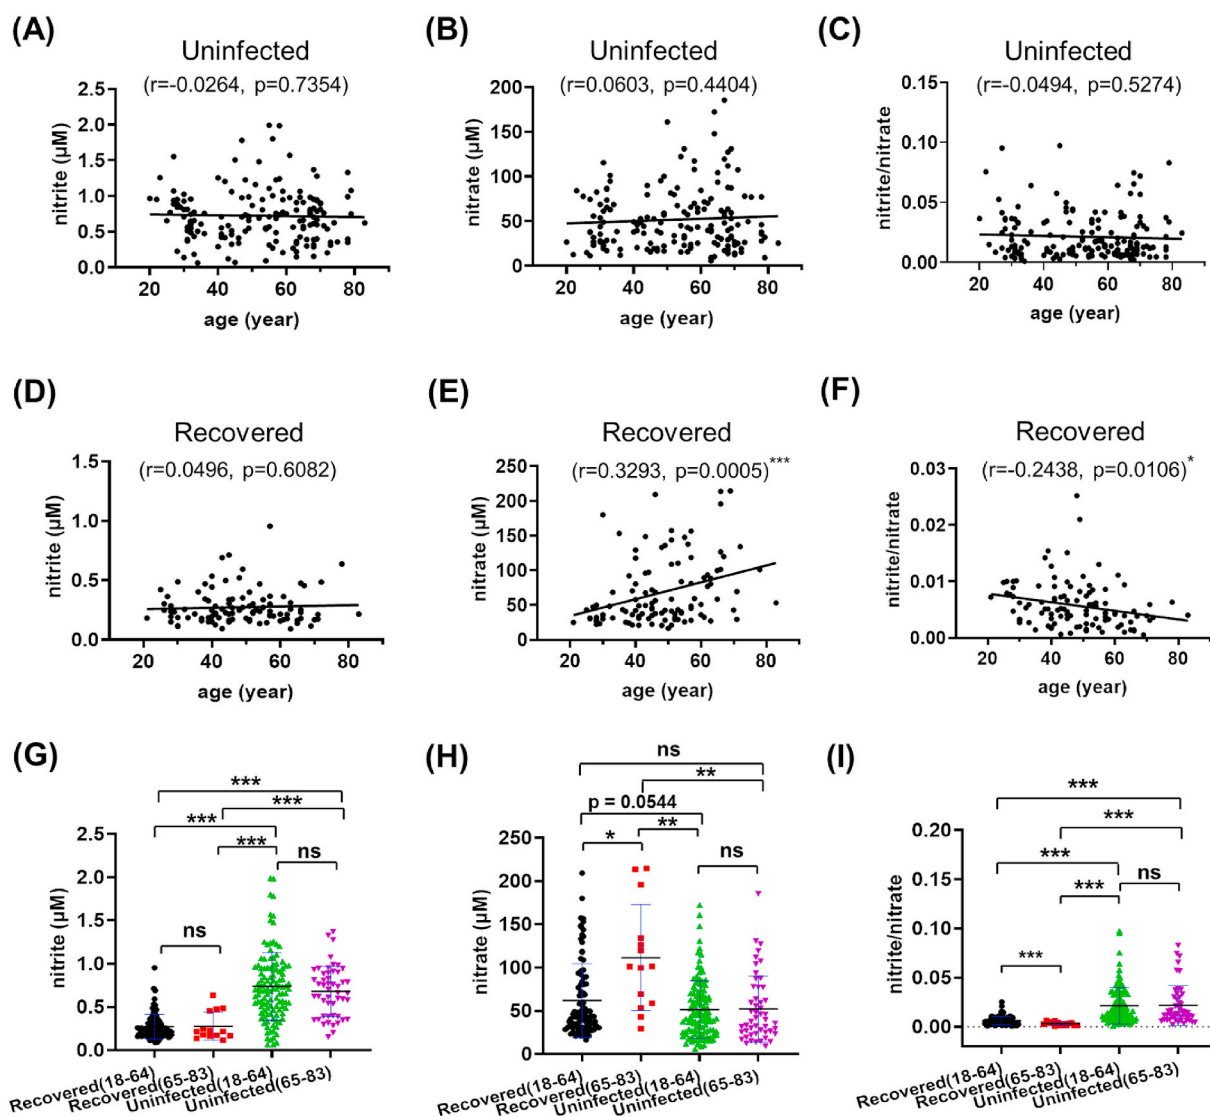 (A)
Uninfected
(r=-0.0264, p=0.7354)
2.5
2.0
1.5
1.0
0.5
0.0
nitrite (µM)
20 40 60 80
age (year)
(B)
Uninfected
(r=0.0603, p=0.4404)
200
150
100
50
0
nitrate (µM)
20 40 60 80
age (year)
(C)
Uninfected
(r=-0.0494, p=0.5274)
0.15
0.10
0.05
0.00
nitrite/nitrate
20 40 60 80
age (year)
(D)
Recovered
(r=0.0496, p=0.6082)
1.5
1.0
0.5
0.0
nitrite (µM)
20 40 60 80
age (year)
(E)
Recovered
(r=0.3293, p=0.0005)***
250
200
150
100
50
0
nitrate (µM)
20 40 60 80
age (year)
(F)
Recovered
(r=-0.2438, p=0.0106)*
0.03
0.02
0.01
0.00
nitrite/nitrate
20 40 60 80
age (year)
(G)
***
***
***
***
ns
ns
2.5
2.0
1.5
1.0
0.5
0.0
nitrite (µM)
Recovered(18-64)
Recovered(65-83)
Uninfected(18-64)
Uninfected(65-83)
(H)
ns
**
p = 0.0544
**
*
ns
250
200
150
100
50
0
nitrate (µM)
Recovered(18-64)
Recovered(65-83)
Uninfected(18-64)
Uninfected(65-83)
(I)
***
***
***
***
ns
***
0.20
0.15
0.10
0.05
0.00
nitrite/nitrate
Recovered(18-64)
Recovered(65-83)
Uninfected(18-64)
Uninfected(65-83)